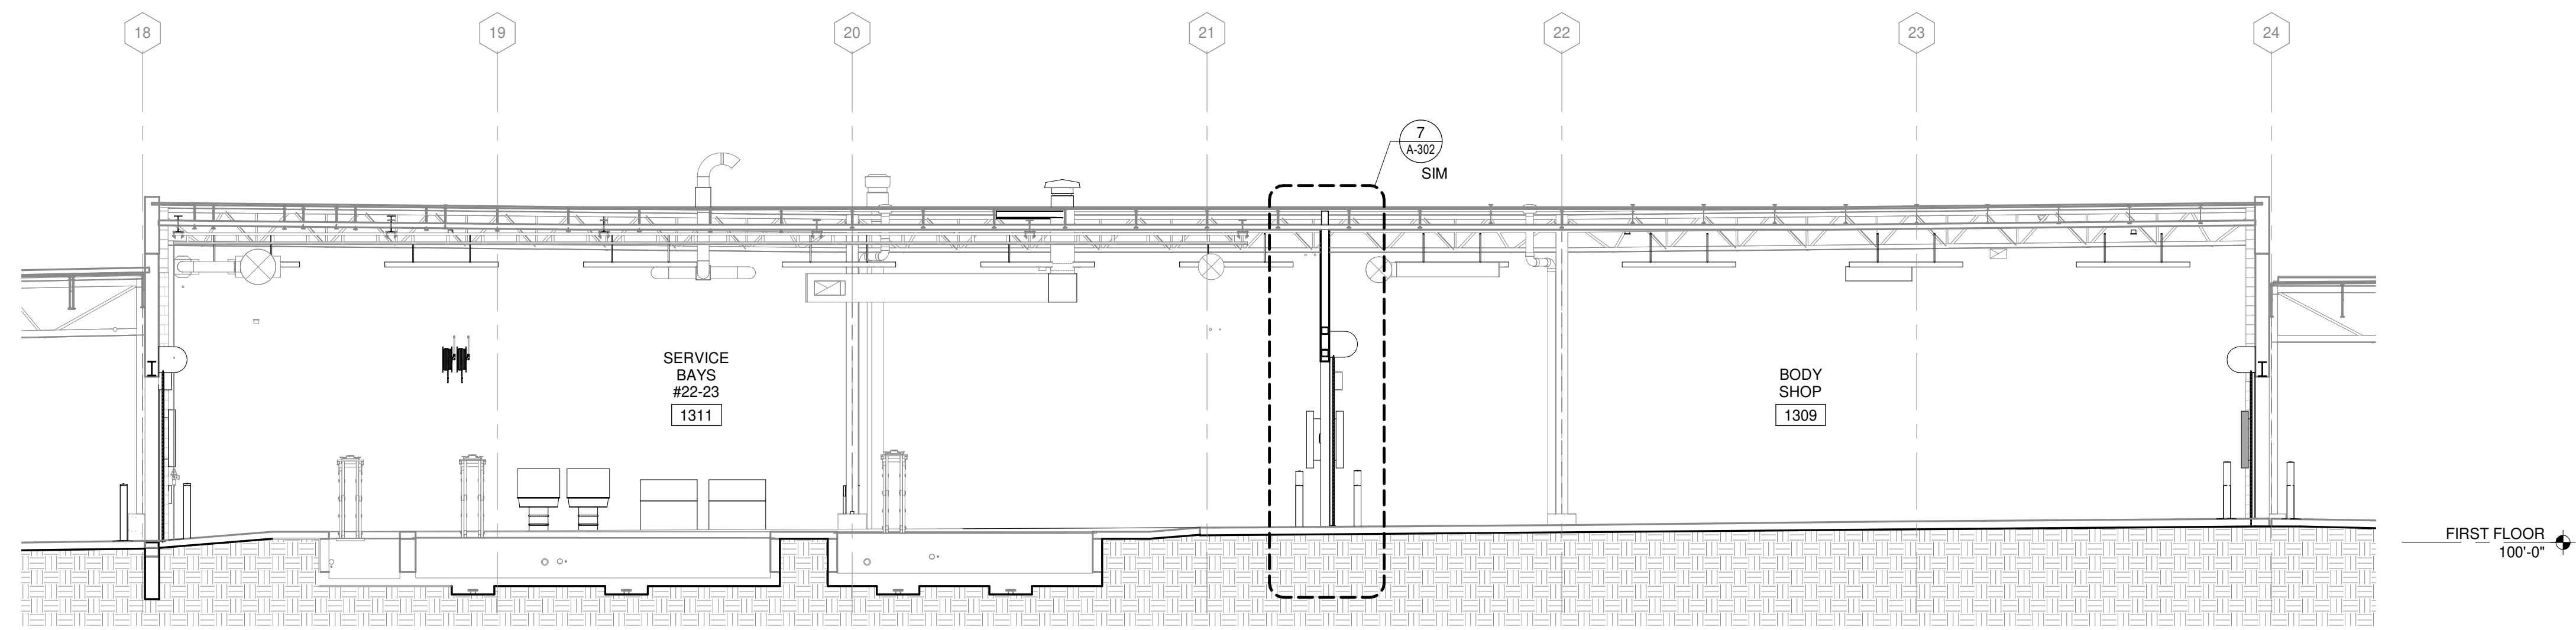 18
19
20
21
22
23
24
7
A-302
SIM
SERVICE
BAYS
#22-23
1311
BODY
SHOP
1309
FIRST FLOOR
100'-0"